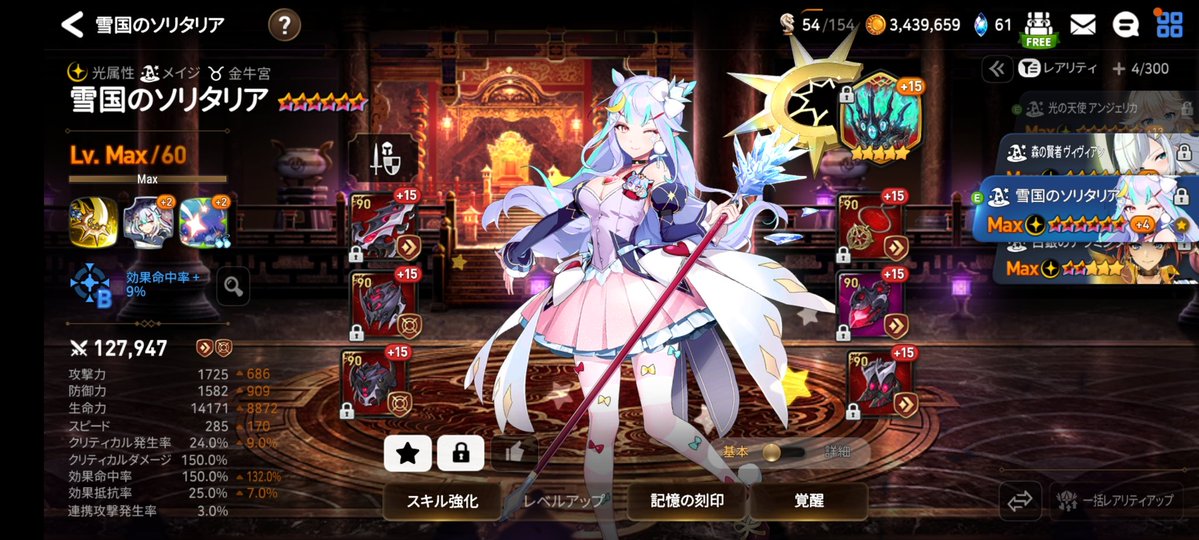 雪国のソリタリア
?
54/154
3,439,659
61
FREE
光属性 メイジ 金牛宮
雪国のソリタリア
Lv. Max/60
Max
+2
+2
効果命中率+
9%
B
127,947
攻撃力 1725 686
防御力 1582 909
生命力 14171 8872
スピード 285 170
クリティカル発生率 24.0% 9.0%
クリティカルダメージ 150.0%
効果命中率 150.0% 132.0%
効果抵抗率 25.0% 7.0%
連携攻撃発生率 3.0%
+15
90
+15
90
+15
90
+15
+15
90
+15
90
+15
90
基本
詳細
スキル強化
レベルアップ
記憶の刻印
覚醒
レアリティ
+ 4/300
光の天使 アンジェリカ
Max
+13
森の賢者 ヴィヴィアン
E
雪国のソリタリア
Max
+4
Max
一括レアリティアップ